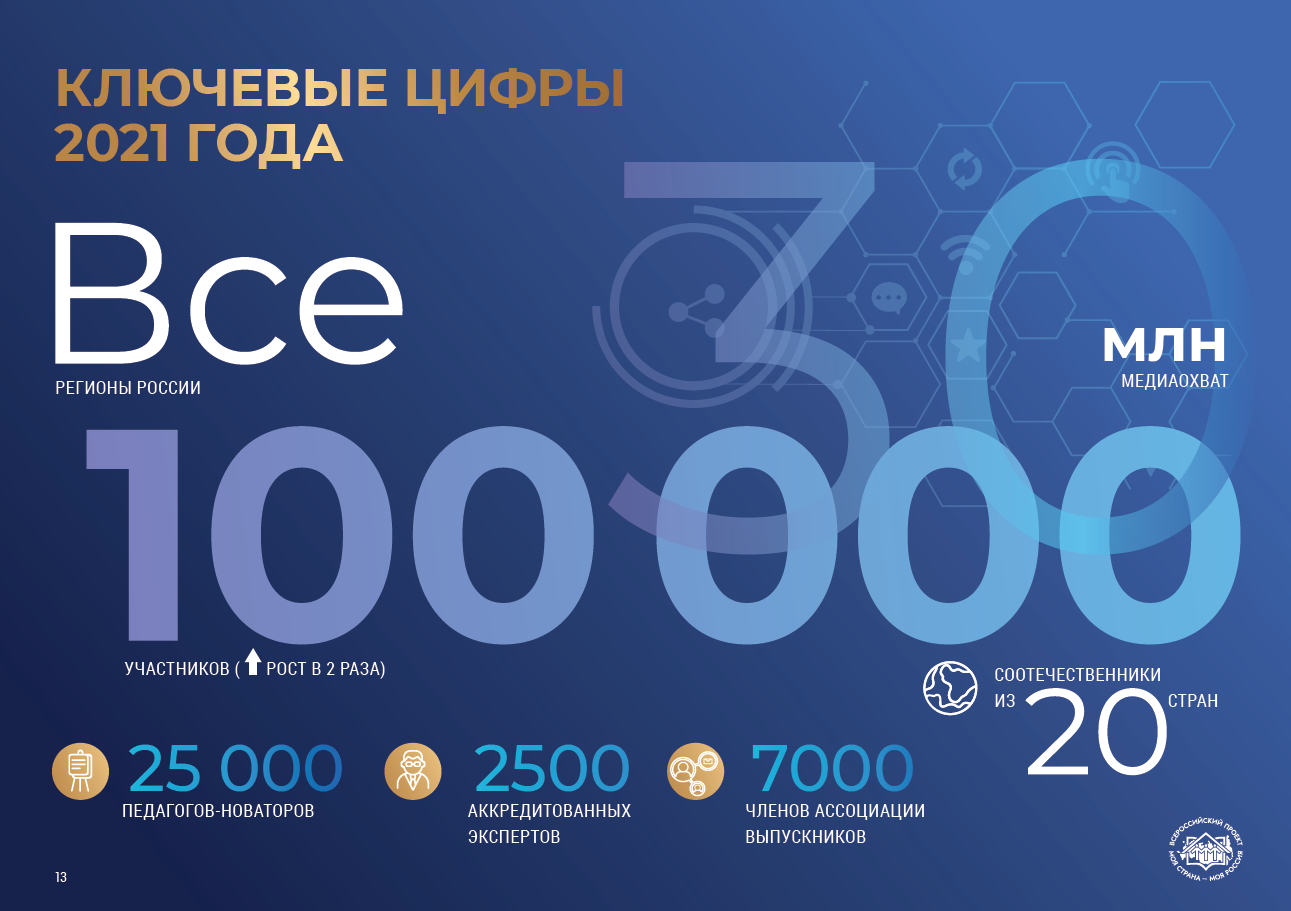 КЛЮЧЕВЫЕ ЦИФРЫ
2021 ГОДА
Все
РЕГИОНЫ РОССИИ
30
МЛН
МЕДИАОХВАТ
100 000
УЧАСТНИКОВ ( РОСТ В 2 РАЗА)
СООТЕЧЕСТВЕННИКИ
ИЗ 20 СТРАН
25 000
ПЕДАГОГОВ-НОВАТОРОВ
2500
АККРЕДИТОВАННЫХ
ЭКСПЕРТОВ
7000
ЧЛЕНОВ АССОЦИАЦИИ
ВЫПУСКНИКОВ
ВСЕРОССИЙСКИЙ ПРОЕКТ
МОЯ СТРАНА – МОЯ РОССИЯ
13